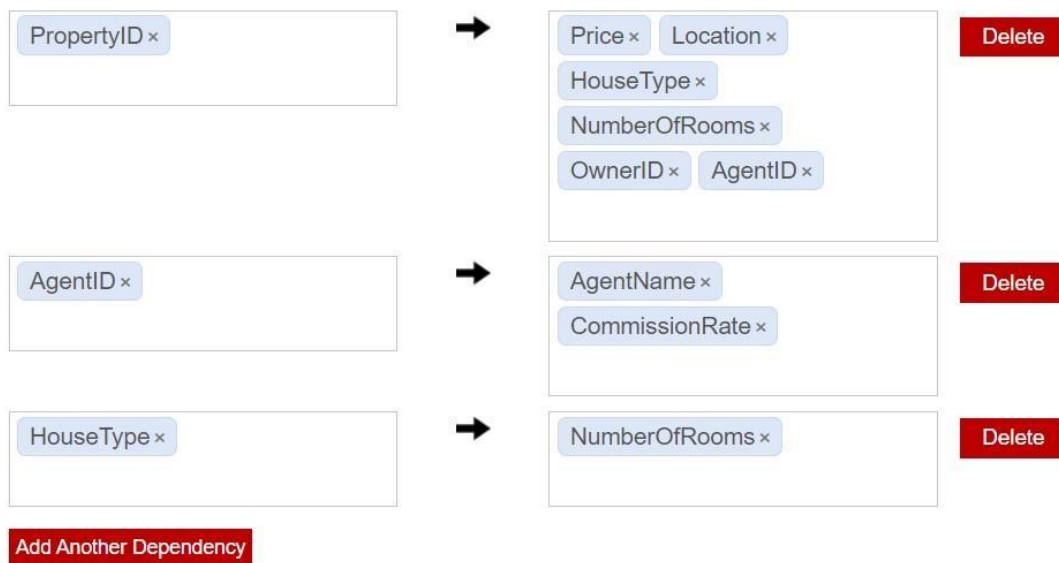 PropertyID × Price × Location × Delete
HouseType ×
NumberOfRooms ×
OwnerID × AgentID ×
AgentID × AgentName × Delete
CommissionRate ×
HouseType × NumberOfRooms × Delete
Add Another Dependency